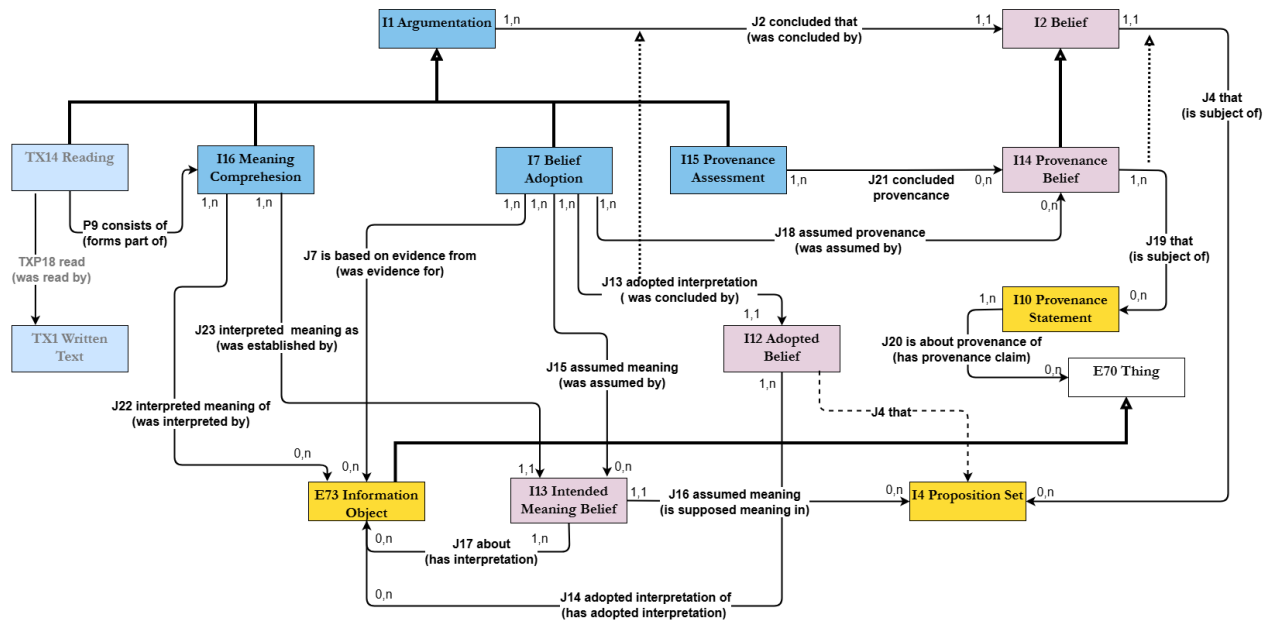 I1 Argumentation
1,n
J2 concluded that
(was concluded by)
1,1
I2 Belief
1,1
J4 that
(is subject of)
TX14 Reading
I16 Meaning
Comprehesion
I7 Belief
Adoption
I15 Provenance
Assessment
I14 Provenance
Belief
1,n
J21 concluded
provencance
0,n
1,n
1,n
1,n
1,n
1,n
1,n
1,n
0,n
P9 consists of
(forms part of)
J18 assumed provenance
(was assumed by)
J19 that
(is subject of)
TXP18 read
(was read by)
J7 is based on evidence from
(was evidence for)
J13 adopted interpretation
( was concluded by)
1,n
I10 Provenance
Statement
0,n
1,1
TX1 Written
Text
J23 interpreted  meaning as
(was established by)
I12 Adopted
Belief
J20 is about provenance of
(has provenance claim)
J15 assumed meaning
(was assumed by)
1,n
0,n
E70 Thing
J22 interpreted meaning of
(was interpreted by)
J4 that
0,n
0,n
1,1
0,n
E73 Information
Object
I13 Intended
Meaning Belief
1,1
J16 assumed meaning
(is supposed meaning in)
0,n
I4 Proposition Set
0,n
0,n
J17 about
(has interpretation)
1,n
0,n
J14 adopted interpretation of
(has adopted interpretation)